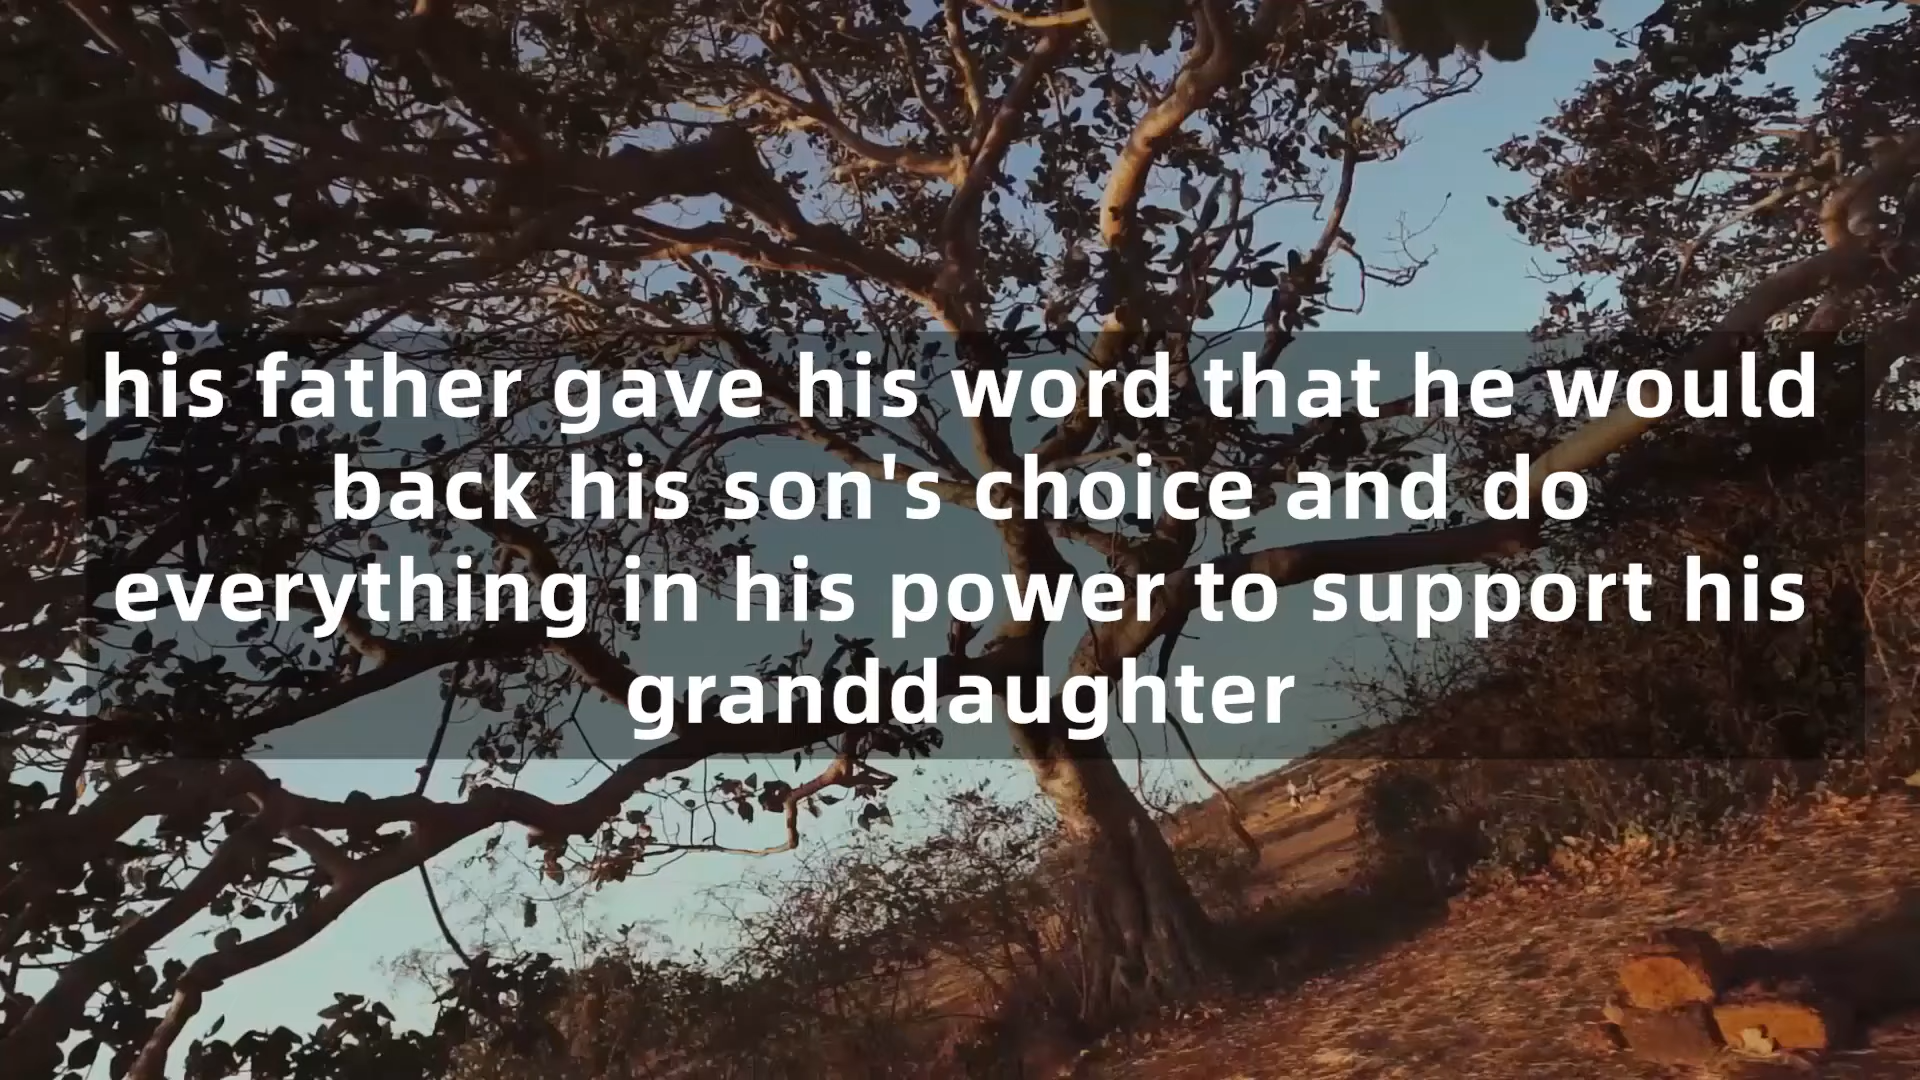 his father gave his word that he would
back his son's choice and do
everything in his power to support his
granddaughter